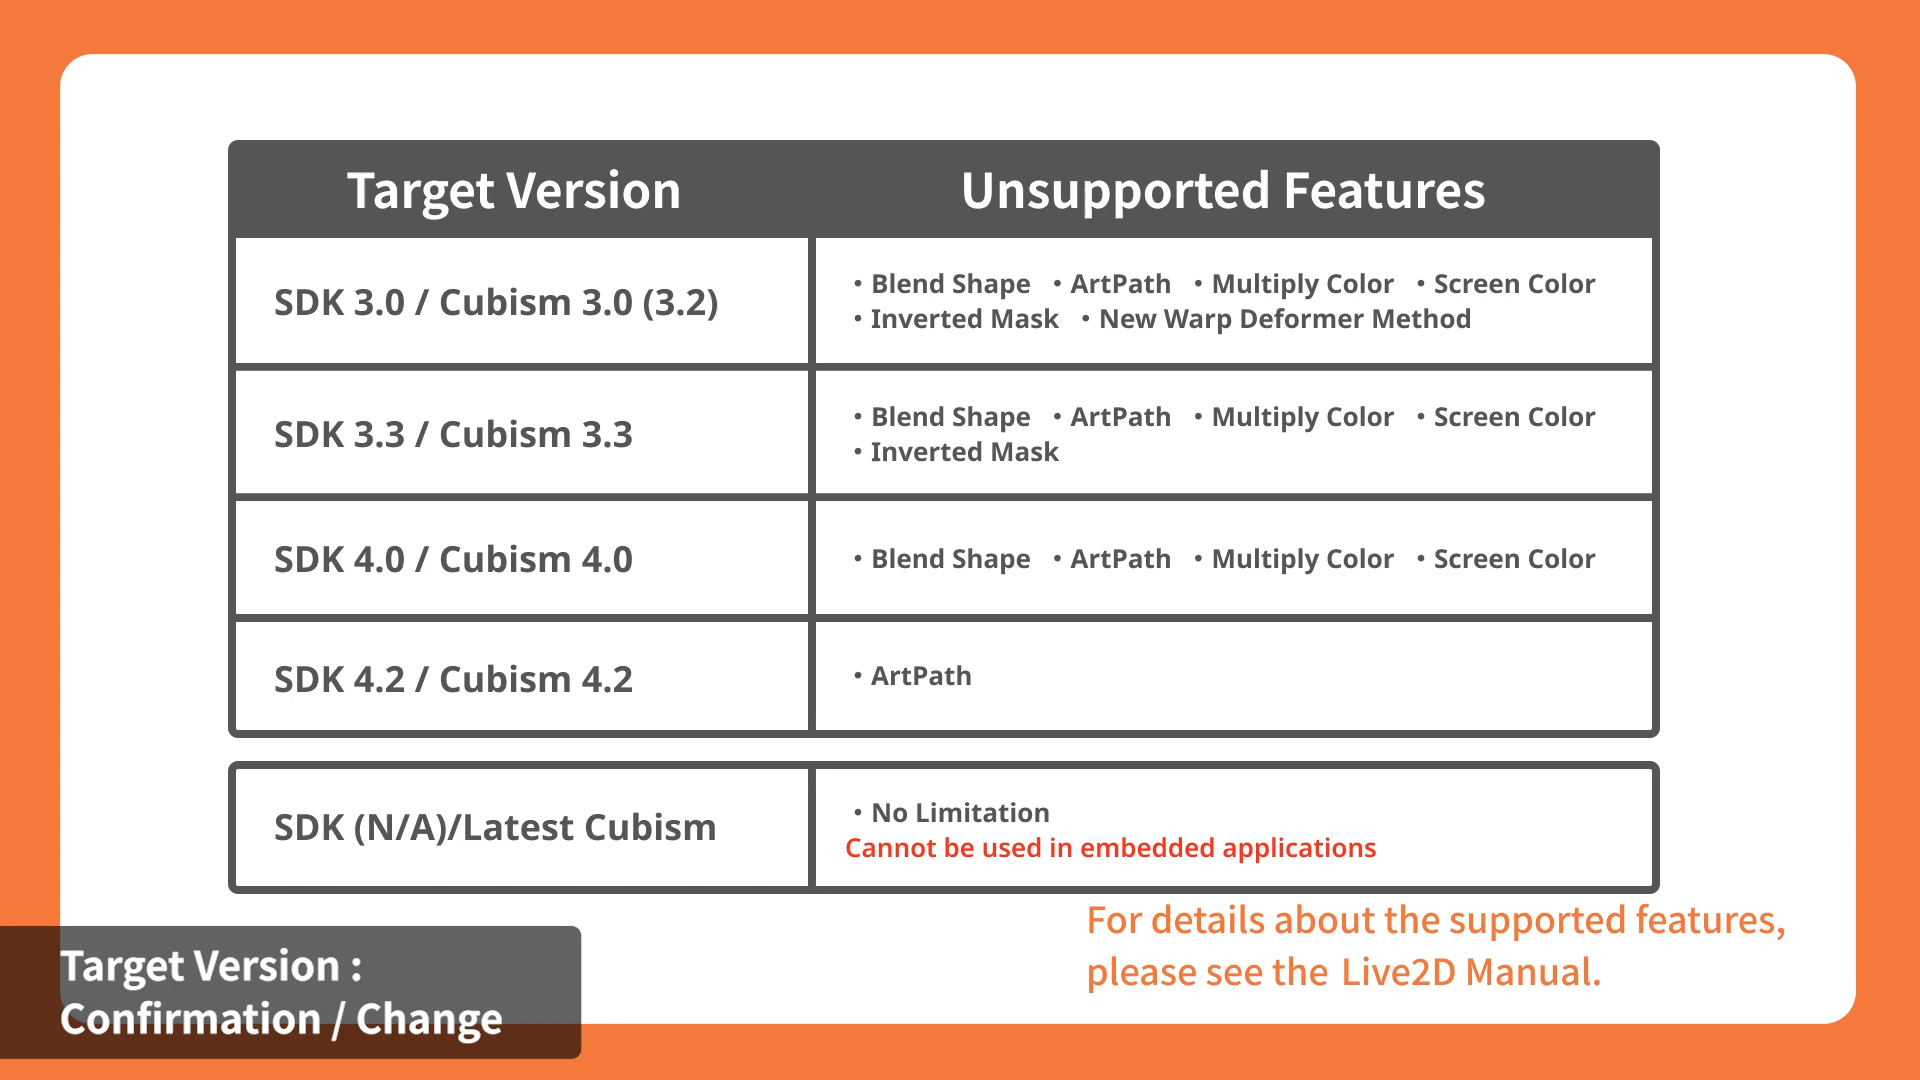 Target Version Unsupported Features
SDK 3.0 / Cubism 3.0 (3.2)
・Blend Shape ・ArtPath ・Multiply Color ・Screen Color
・Inverted Mask ・New Warp Deformer Method
SDK 3.3 / Cubism 3.3
・Blend Shape ・ArtPath ・Multiply Color ・Screen Color
・Inverted Mask
SDK 4.0 / Cubism 4.0
・Blend Shape ・ArtPath ・Multiply Color ・Screen Color
SDK 4.2 / Cubism 4.2
・ArtPath
SDK (N/A)/Latest Cubism
・No Limitation
Cannot be used in embedded applications
For details about the supported features,
please see the Live2D Manual.
Target Version :
Confirmation / Change